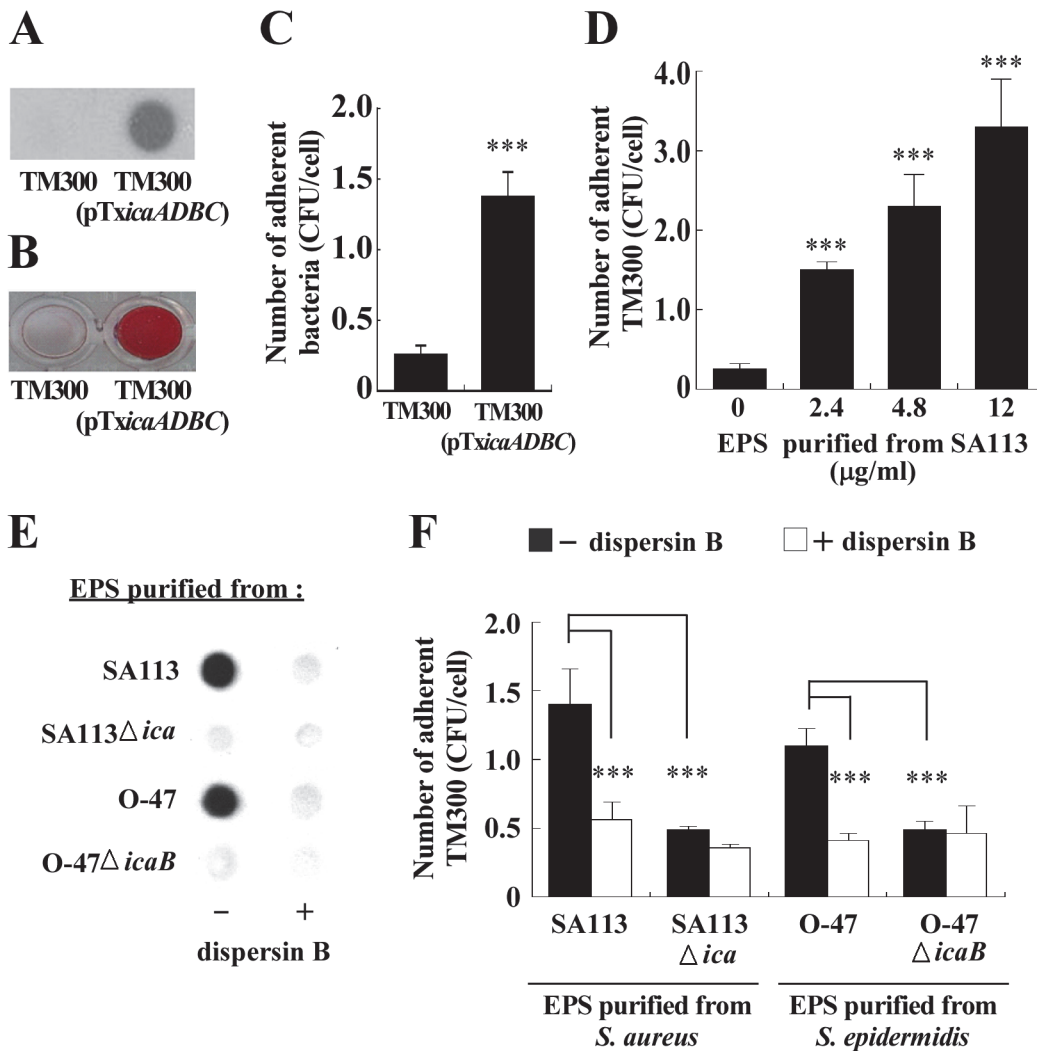 A
TM300 TM300
(pTxicaADBC)
B
TM300 TM300
(pTxicaADBC)
C
Number of adherent
bacteria (CFU/cell)
2.0
1.5
1.0
0.5
0
***
TM300 TM300
(pTxicaADBC)
D
Number of adherent
TM300 (CFU/cell)
4.0
3.0
2.0
1.0
0
*** *** ***
0 2.4 4.8 12
EPS purified from SA113
(μg/ml)
E
EPS purified from :
SA113
SA113△ica
O-47
O-47△icaB
− +
dispersin B
F
− dispersin B + dispersin B
Number of adherent
TM300 (CFU/cell)
2.0
1.5
1.0
0.5
0
*** *** *** ***
SA113 SA113 O-47 O-47
△ica △icaB
EPS purified from EPS purified from
S. aureus S. epidermidis